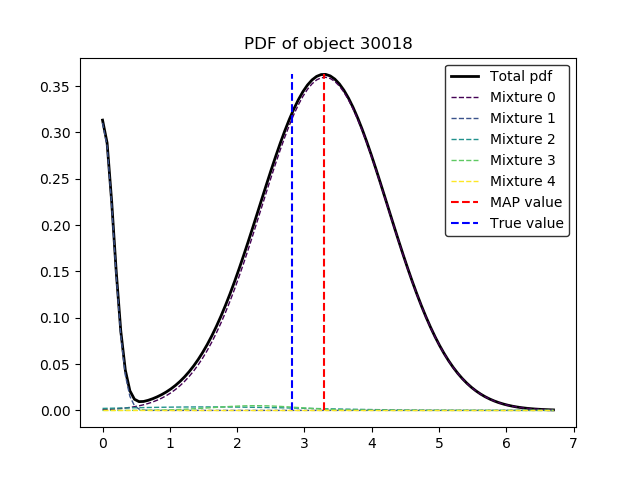 PDF of object 30018
Total pdf
Mixture 0
Mixture 1
Mixture 2
Mixture 3
Mixture 4
MAP value
True value
0.35
0.30
0.25
0.20
0.15
0.10
0.05
0.00
0 1 2 3 4 5 6 7